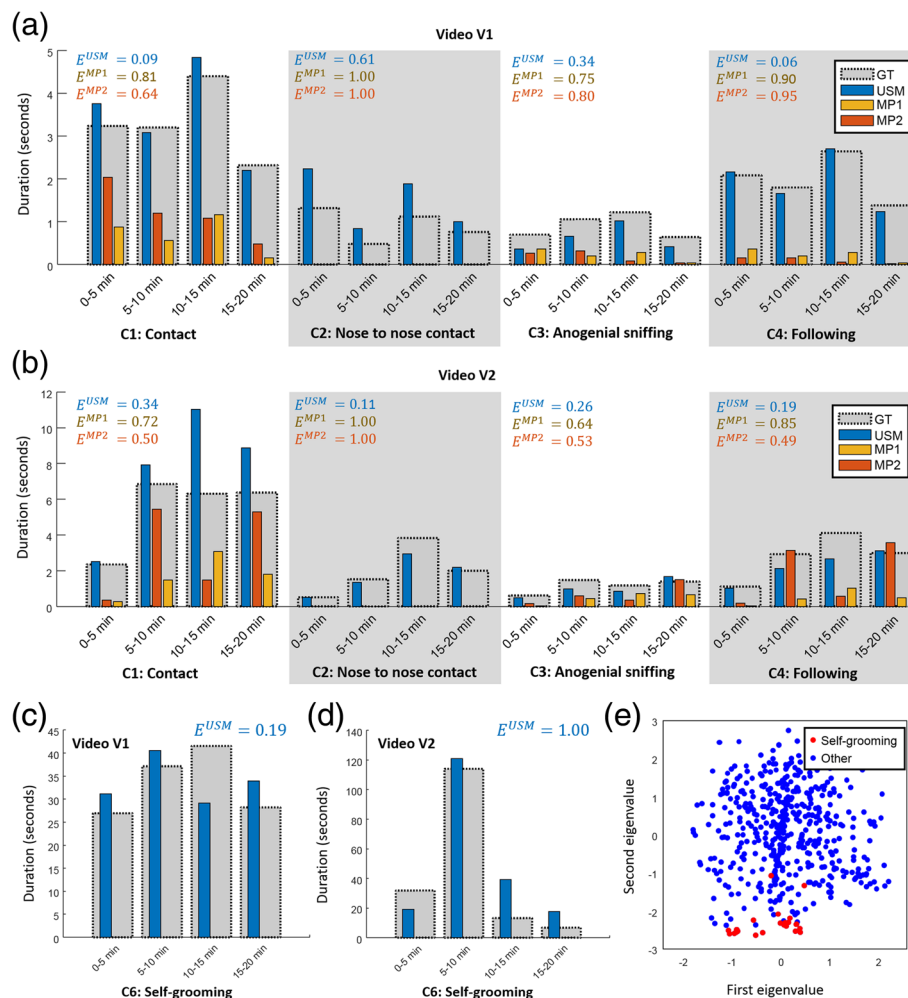 (a)
Video V1
E^USM = 0.09
E^MP1 = 0.81
E^MP2 = 0.64
E^USM = 0.61
E^MP1 = 1.00
E^MP2 = 1.00
E^USM = 0.34
E^MP1 = 0.75
E^MP2 = 0.80
E^USM = 0.06
E^MP1 = 0.90
E^MP2 = 0.95
GT
USM
MP1
MP2
Duration (seconds)
5
4
3
2
1
0
0-5 min
5-10 min
10-15 min
15-20 min
0-5 min
5-10 min
10-15 min
15-20 min
0-5 min
5-10 min
10-15 min
15-20 min
0-5 min
5-10 min
10-15 min
15-20 min
C1: Contact
C2: Nose to nose contact
C3: Anogenial sniffing
C4: Following
(b)
Video V2
E^USM = 0.34
E^MP1 = 0.72
E^MP2 = 0.50
E^USM = 0.11
E^MP1 = 1.00
E^MP2 = 1.00
E^USM = 0.26
E^MP1 = 0.64
E^MP2 = 0.53
E^USM = 0.19
E^MP1 = 0.85
E^MP2 = 0.49
GT
USM
MP1
MP2
Duration (seconds)
12
10
8
6
4
2
0
0-5 min
5-10 min
10-15 min
15-20 min
0-5 min
5-10 min
10-15 min
15-20 min
0-5 min
5-10 min
10-15 min
15-20 min
0-5 min
5-10 min
10-15 min
15-20 min
C1: Contact
C2: Nose to nose contact
C3: Anogenial sniffing
C4: Following
(c)
Video V1
E^USM = 0.19
Duration (seconds)
45
40
35
30
25
20
15
10
5
0
0-5 min
5-10 min
10-15 min
15-20 min
C6: Self-grooming
(d)
Video V2
E^USM = 1.00
Duration (seconds)
140
120
100
80
60
40
20
0
0-5 min
5-10 min
10-15 min
15-20 min
C6: Self-grooming
(e)
Self-grooming
Other
Second eigenvalue
3
2
1
0
-1
-2
-3
-2
-1
0
1
2
First eigenvalue